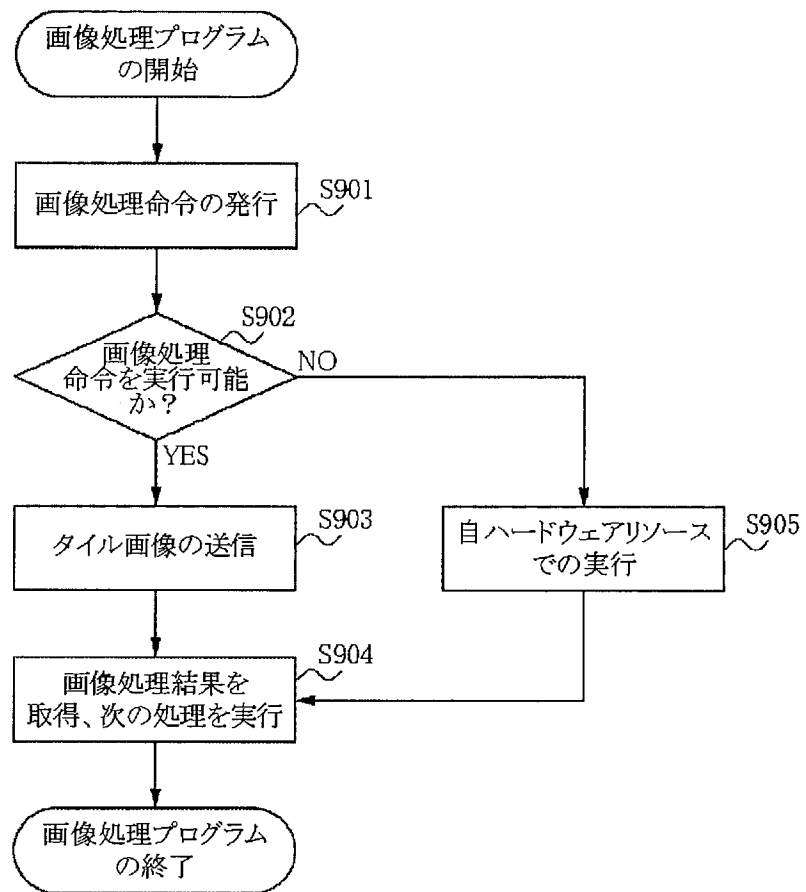 画像処理プログラム
の開始
画像処理命令の発行
S901
S902
画像処理
命令を実行可能
か？
NO
YES
タイル画像の送信
S903
自ハードウェアリソース
での実行
S905
画像処理結果を
取得、次の処理を実行
S904
画像処理プログラム
の終了